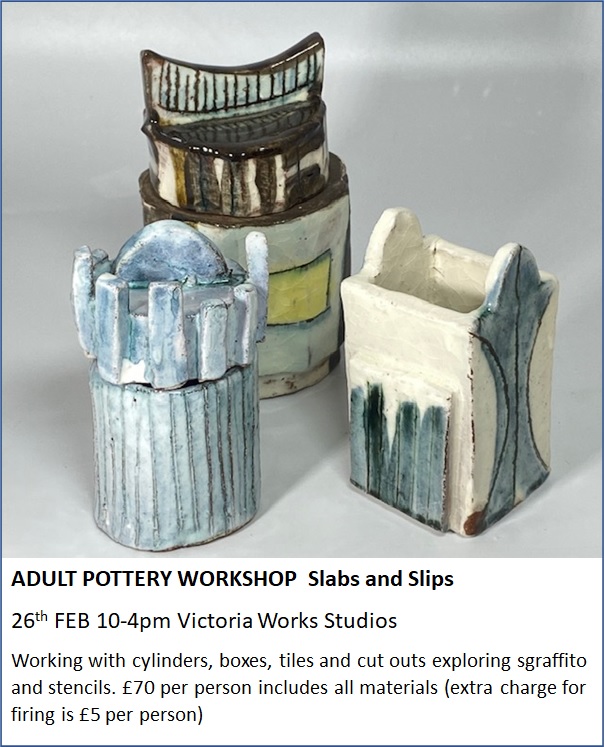 ADULT POTTERY WORKSHOP  Slabs and Slips
26th FEB 10-4pm Victoria Works Studios
Working with cylinders, boxes, tiles and cut outs exploring sgraffito
and stencils. £70 per person includes all materials (extra charge for
firing is £5 per person)